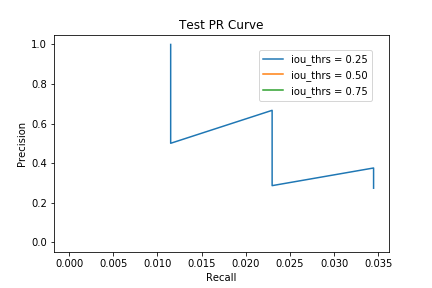 Test PR Curve
iou_thrs = 0.25
iou_thrs = 0.50
iou_thrs = 0.75
Precision
1.0
0.8
0.6
0.4
0.2
0.0
0.000 0.005 0.010 0.015 0.020 0.025 0.030 0.035
Recall